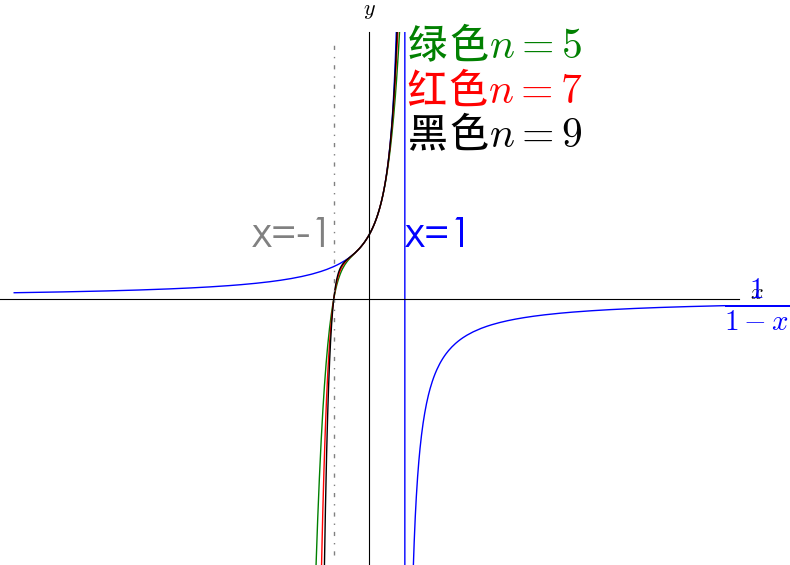 y
绿色n = 5
红色n = 7
黑色n = 9
x=-1
x=1
x
1
1 − x